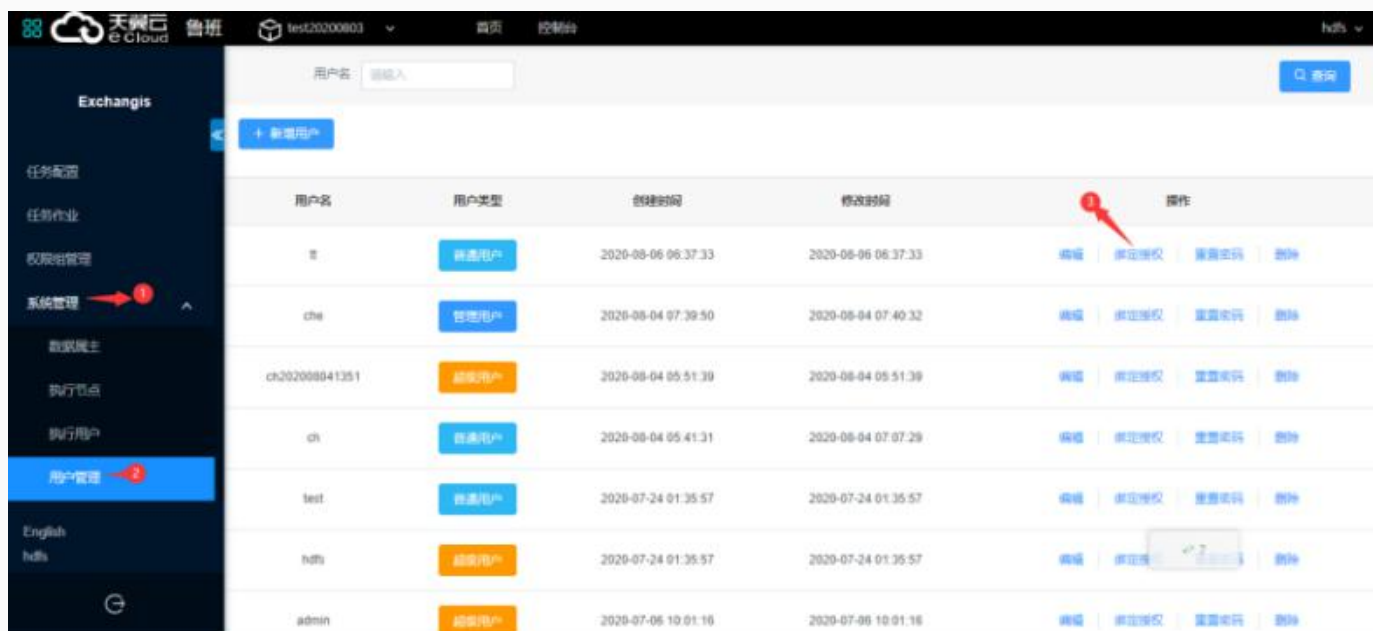 天翼云 e Cloud 鲁班 test20200803 首页 控制台 hdfs
用户名 请输入 查询
Exchangis
+ 新增用户
任务配置
任务作业
权限组管理
系统管理 1
数据属主
执行节点
执行用户
用户管理 2
English
hdfs
用户名 用户类型 创建时间 修改时间 3 操作
tt 普通用户 2020-08-06 06:37:33 2020-08-06 06:37:33 编辑 绑定授权 重置密码 删除
che 管理用户 2020-08-04 07:39:50 2020-08-04 07:40:32 编辑 绑定授权 重置密码 删除
ch202008041351 超级用户 2020-08-04 05:51:39 2020-08-04 05:51:39 编辑 绑定授权 重置密码 删除
ch 普通用户 2020-08-04 05:41:31 2020-08-04 07:07:29 编辑 绑定授权 重置密码 删除
test 普通用户 2020-07-24 01:35:57 2020-07-24 01:35:57 编辑 绑定授权 重置密码 删除
hdfs 超级用户 2020-07-24 01:35:57 2020-07-24 01:35:57 编辑 删除
admin 超级用户 2020-07-06 10:01:16 2020-07-06 10:01:16 编辑 绑定授权 重置密码 删除